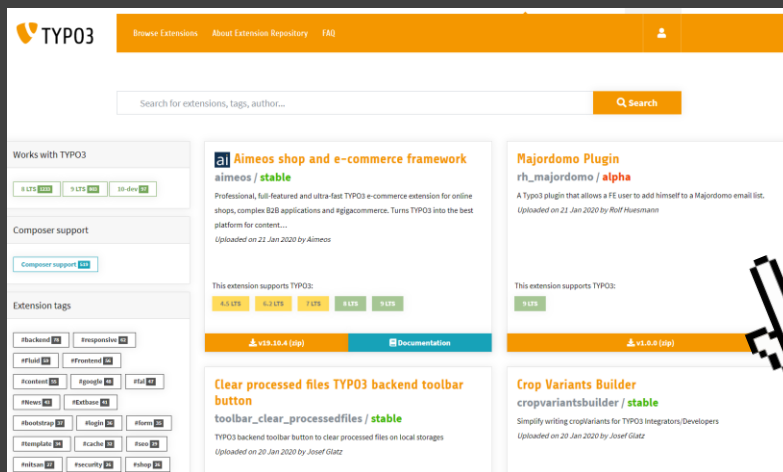 TYPO3
Browse Extensions About Extension Repository FAQ
Search for extensions, tags, author...
Search
Works with TYPO3
8 LTS 9 LTS 10-dev
Composer support
Composer support
Extension tags
#backend #responsive
#Fluid #Frontend
#content #google #fal
#News #Extbase
#bootstrap #login #form
#template #cache #seo
#nitsan #security #shop
ai Aimeos shop and e-commerce framework
aimeos / stable
Professional, full-featured and ultra-fast TYPO3 e-commerce extension for online
shops, complex B2B applications and #gigacommerce. Turns TYPO3 into the best
platform for content...
Uploaded on 21 Jan 2020 by Aimeos
This extension supports TYPO3:
4.5 LTS 6.2 LTS 7 LTS 8 LTS 9 LTS
v19.10.4 (zip) Documentation
Majordomo Plugin
rh_majordomo / alpha
A Typo3 plugin that allows a FE user to add himself to a Majordomo email list.
Uploaded on 21 Jan 2020 by Rolf Huesmann
This extension supports TYPO3:
9 LTS
v1.0.0 (zip)
Clear processed files TYPO3 backend toolbar
button
toolbar_clear_processedfiles / stable
TYPO3 backend toolbar button to clear processed files on local storages
Uploaded on 20 Jan 2020 by Josef Glatz
Crop Variants Builder
cropvariantsbuilder / stable
Simplify writing cropVariants for TYPO3 Integrators/Developers
Uploaded on 20 Jan 2020 by Josef Glatz